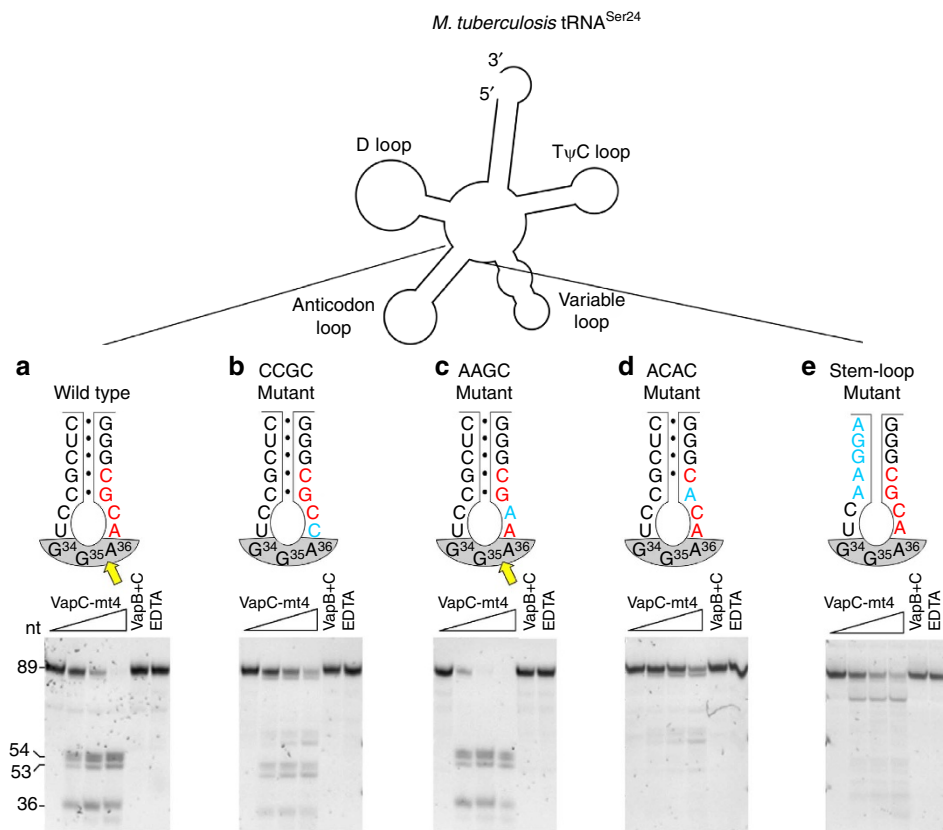 M. tuberculosis tRNASer24
3′
5′
D loop
TψC loop
Anticodon
loop
Variable
loop
a
Wild type
C G
U G
C G
G C
C G
C C
U A
G34 G35 A36
VapC-mt4
VapB+C
EDTA
nt
89
54
53
36
b
CCGC
Mutant
C G
U G
C G
G C
C G
C C
U C
G34 G35 A36
VapC-mt4
VapB+C
EDTA
c
AAGC
Mutant
C G
U G
C G
G C
C G
C A
U A
G34 G35 A36
VapC-mt4
VapB+C
EDTA
d
ACAC
Mutant
C G
U G
C G
G C
C A
C C
U A
G34 G35 A36
VapC-mt4
VapB+C
EDTA
e
Stem-loop
Mutant
A G
G G
G G
A C
A G
C C
U A
G34 G35 A36
VapC-mt4
VapB+C
EDTA